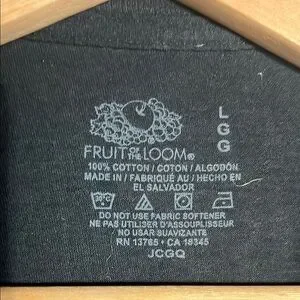 FRUIT OF THE LOOM®
L
G
G
100% COTTON / COTON / ALGODÓN
MADE IN / FABRIQUÉ AU / HECHO EN
EL SALVADOR
30°C
DO NOT USE FABRIC SOFTENER
NE PAS UTILISER D'ASSOUPLISSEUR
NO USAR SUAVIZANTE
RN 13765 • CA 18345
JCGQ